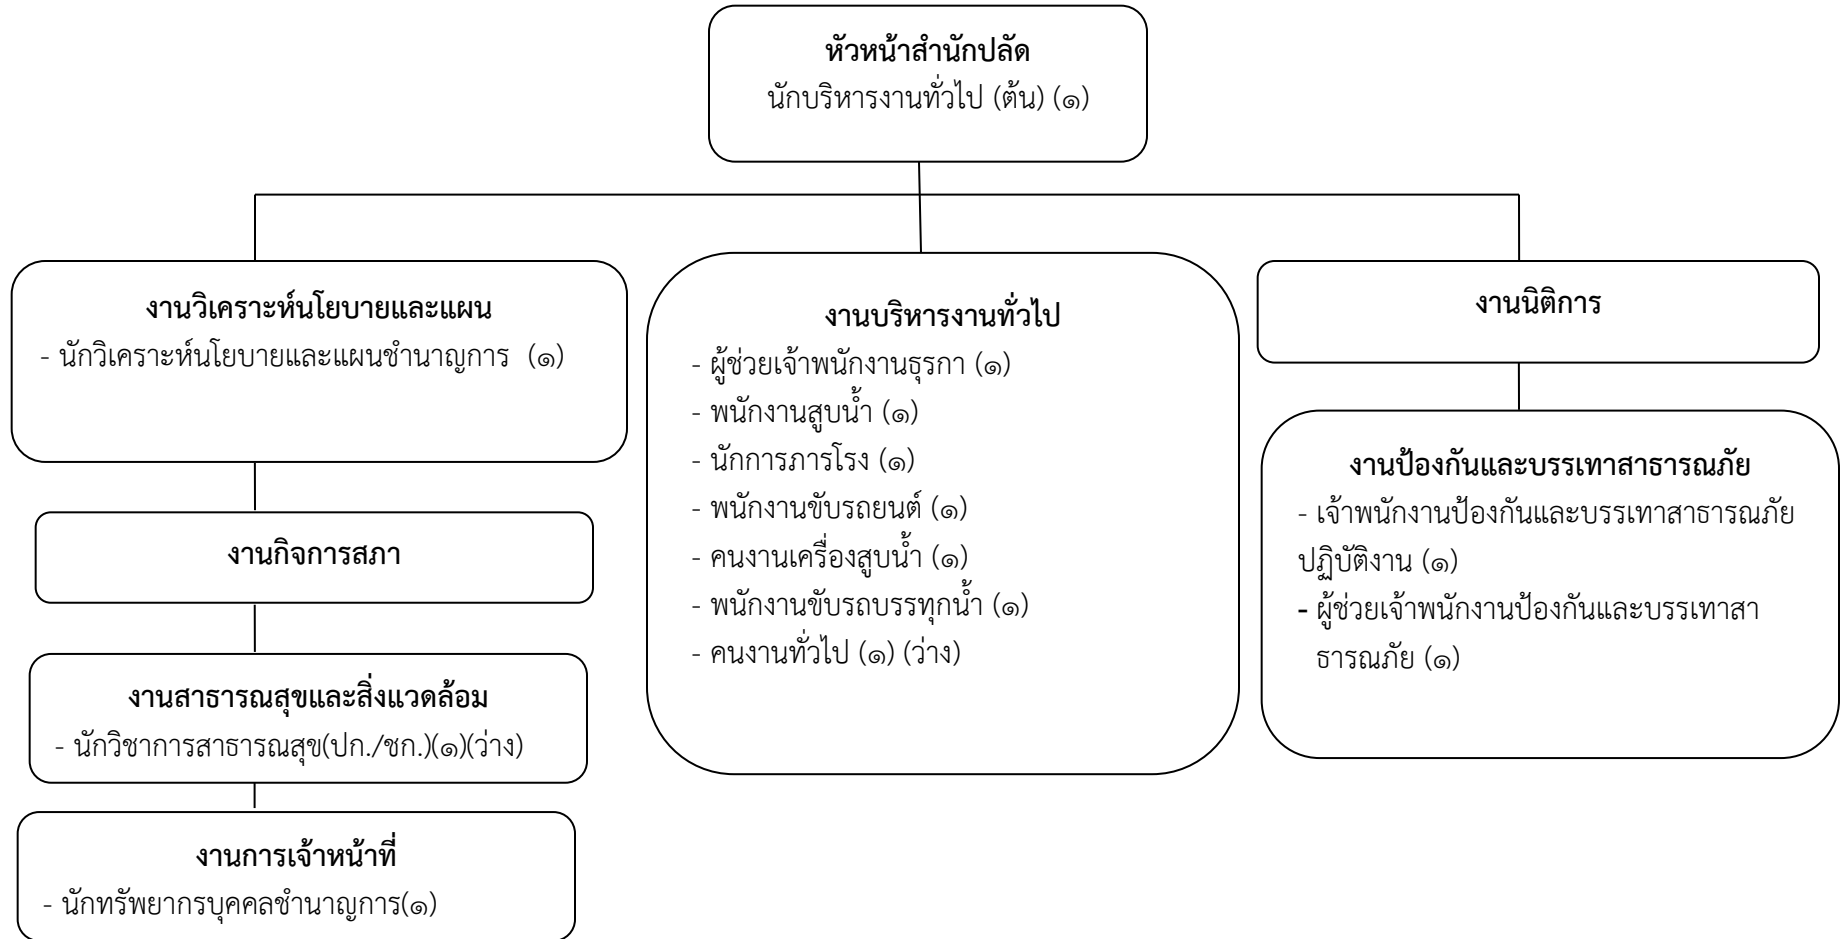 หัวหน้าสำนักปลัด
นักบริหารงานทั่วไป (ต้น) (๑)
งานวิเคราะห์นโยบายและแผน
- นักวิเคราะห์นโยบายและแผนชำนาญการ (๑)
งานกิจการสภา
งานสาธารณสุขและสิ่งแวดล้อม
- นักวิชาการสาธารณสุข(ปก./ชก.)(๑)(ว่าง)
งานการเจ้าหน้าที่
- นักทรัพยากรบุคคลชำนาญการ(๑)
งานบริหารงานทั่วไป
- ผู้ช่วยเจ้าพนักงานธุรกา (๑)
- พนักงานสูบน้ำ (๑)
- นักการภารโรง (๑)
- พนักงานขับรถยนต์ (๑)
- คนงานเครื่องสูบน้ำ (๑)
- พนักงานขับรถบรรทุกน้ำ (๑)
- คนงานทั่วไป (๑) (ว่าง)
งานนิติการ
งานป้องกันและบรรเทาสาธารณภัย
- เจ้าพนักงานป้องกันและบรรเทาสาธารณภัย
ปฏิบัติงาน (๑)
- ผู้ช่วยเจ้าพนักงานป้องกันและบรรเทาสา
ธารณภัย (๑)